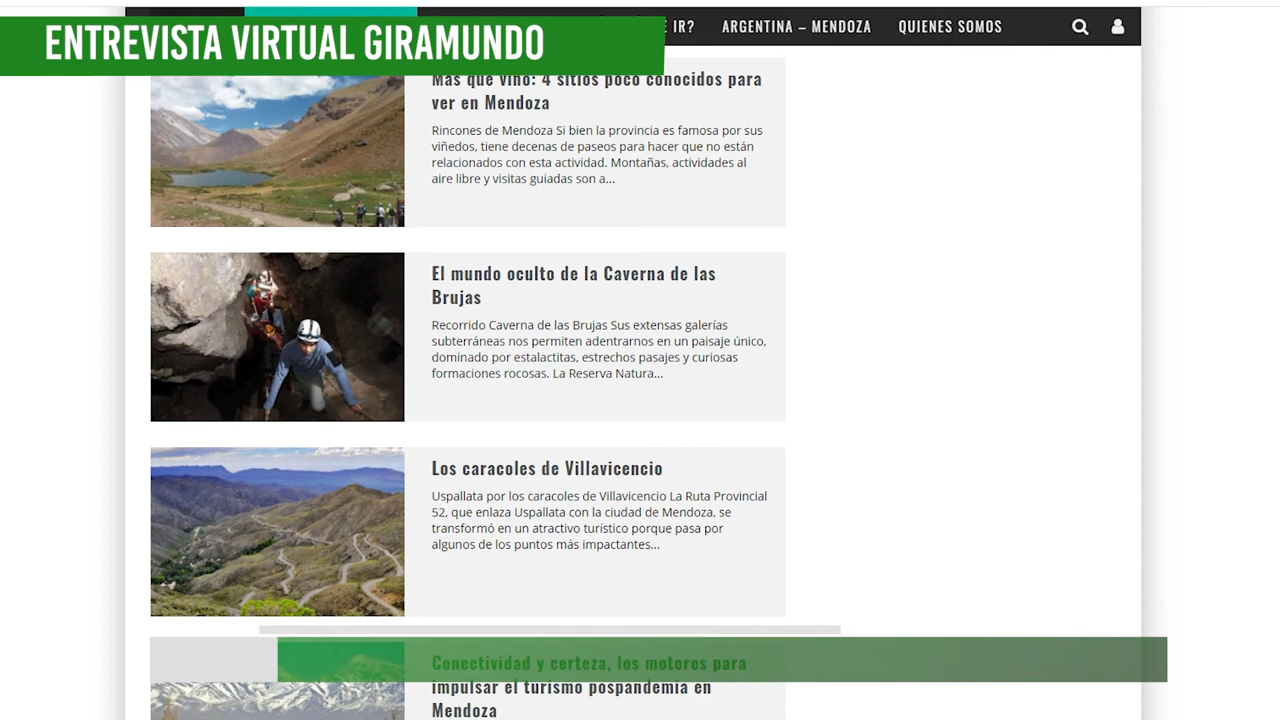 ENTREVISTA VIRTUAL GIRAMUNDO
IR?
ARGENTINA – MENDOZA
QUIENES SOMOS
Más que vino: 4 sitios poco conocidos para
ver en Mendoza
Rincones de Mendoza Si bien la provincia es famosa por sus
viñedos, tiene decenas de paseos para hacer que no están
relacionados con esta actividad. Montañas, actividades al
aire libre y visitas guiadas son a...
El mundo oculto de la Caverna de las
Brujas
Recorrido Caverna de las Brujas Sus extensas galerías
subterráneas nos permiten adentrarnos en un paisaje único,
dominado por estalactitas, estrechos pasajes y curiosas
formaciones rocosas. La Reserva Natura...
Los caracoles de Villavicencio
Uspallata por los caracoles de Villavicencio La Ruta Provincial
52, que enlaza Uspallata con la ciudad de Mendoza, se
transformó en un atractivo turístico porque pasa por
algunos de los puntos más impactantes...
Conectividad y certeza, los motores para
impulsar el turismo pospandemia en
Mendoza